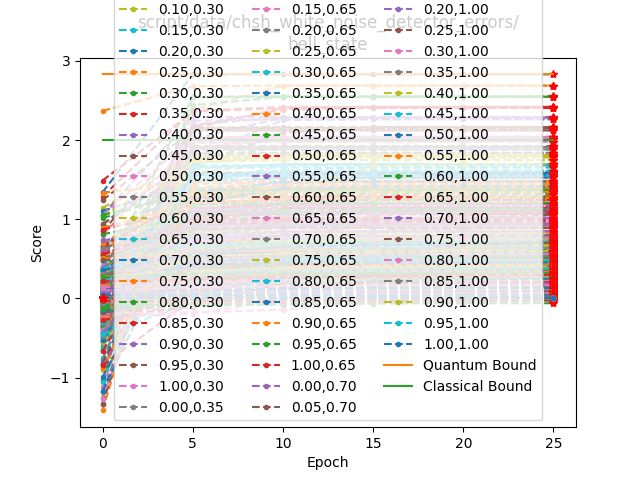 script/data/chsh_white_noise_detector_errors/
bell_state
0.10,0.30 0.15,0.65 0.20,1.00
0.15,0.30 0.20,0.65 0.25,1.00
0.20,0.30 0.25,0.65 0.30,1.00
0.25,0.30 0.30,0.65 0.35,1.00
0.30,0.30 0.35,0.65 0.40,1.00
0.35,0.30 0.40,0.65 0.45,1.00
0.40,0.30 0.45,0.65 0.50,1.00
0.45,0.30 0.50,0.65 0.55,1.00
0.50,0.30 0.55,0.65 0.60,1.00
0.55,0.30 0.60,0.65 0.65,1.00
0.60,0.30 0.65,0.65 0.70,1.00
0.65,0.30 0.70,0.65 0.75,1.00
0.70,0.30 0.75,0.65 0.80,1.00
0.75,0.30 0.80,0.65 0.85,1.00
0.80,0.30 0.85,0.65 0.90,1.00
0.85,0.30 0.90,0.65 0.95,1.00
0.90,0.30 0.95,0.65 1.00,1.00
0.95,0.30 1.00,0.65 Quantum Bound
1.00,0.30 0.00,0.70 Classical Bound
0.00,0.35 0.05,0.70
3
2
1
0
−1
Score
0 5 10 15 20 25
Epoch